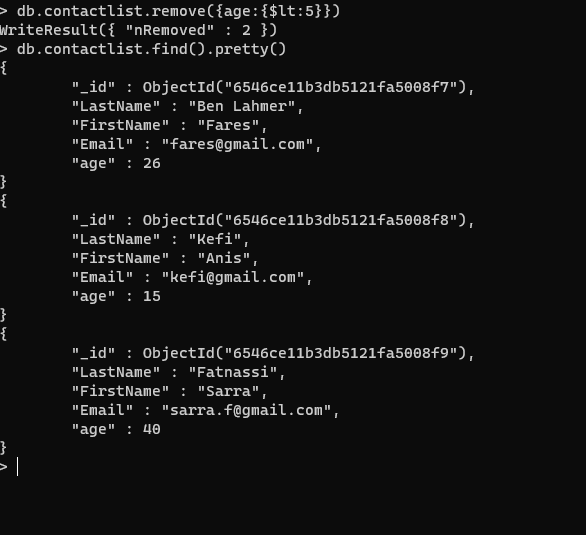 > db.contactlist.remove({age:{$lt:5}})
WriteResult({ "nRemoved" : 2 })
> db.contactlist.find().pretty()
{
        "_id" : ObjectId("6546ce11b3db5121fa5008f7"),
        "LastName" : "Ben Lahmer",
        "FirstName" : "Fares",
        "Email" : "fares@gmail.com",
        "age" : 26
}
{
        "_id" : ObjectId("6546ce11b3db5121fa5008f8"),
        "LastName" : "Kefi",
        "FirstName" : "Anis",
        "Email" : "kefi@gmail.com",
        "age" : 15
}
{
        "_id" : ObjectId("6546ce11b3db5121fa5008f9"),
        "LastName" : "Fatnassi",
        "FirstName" : "Sarra",
        "Email" : "sarra.f@gmail.com",
        "age" : 40
}
>